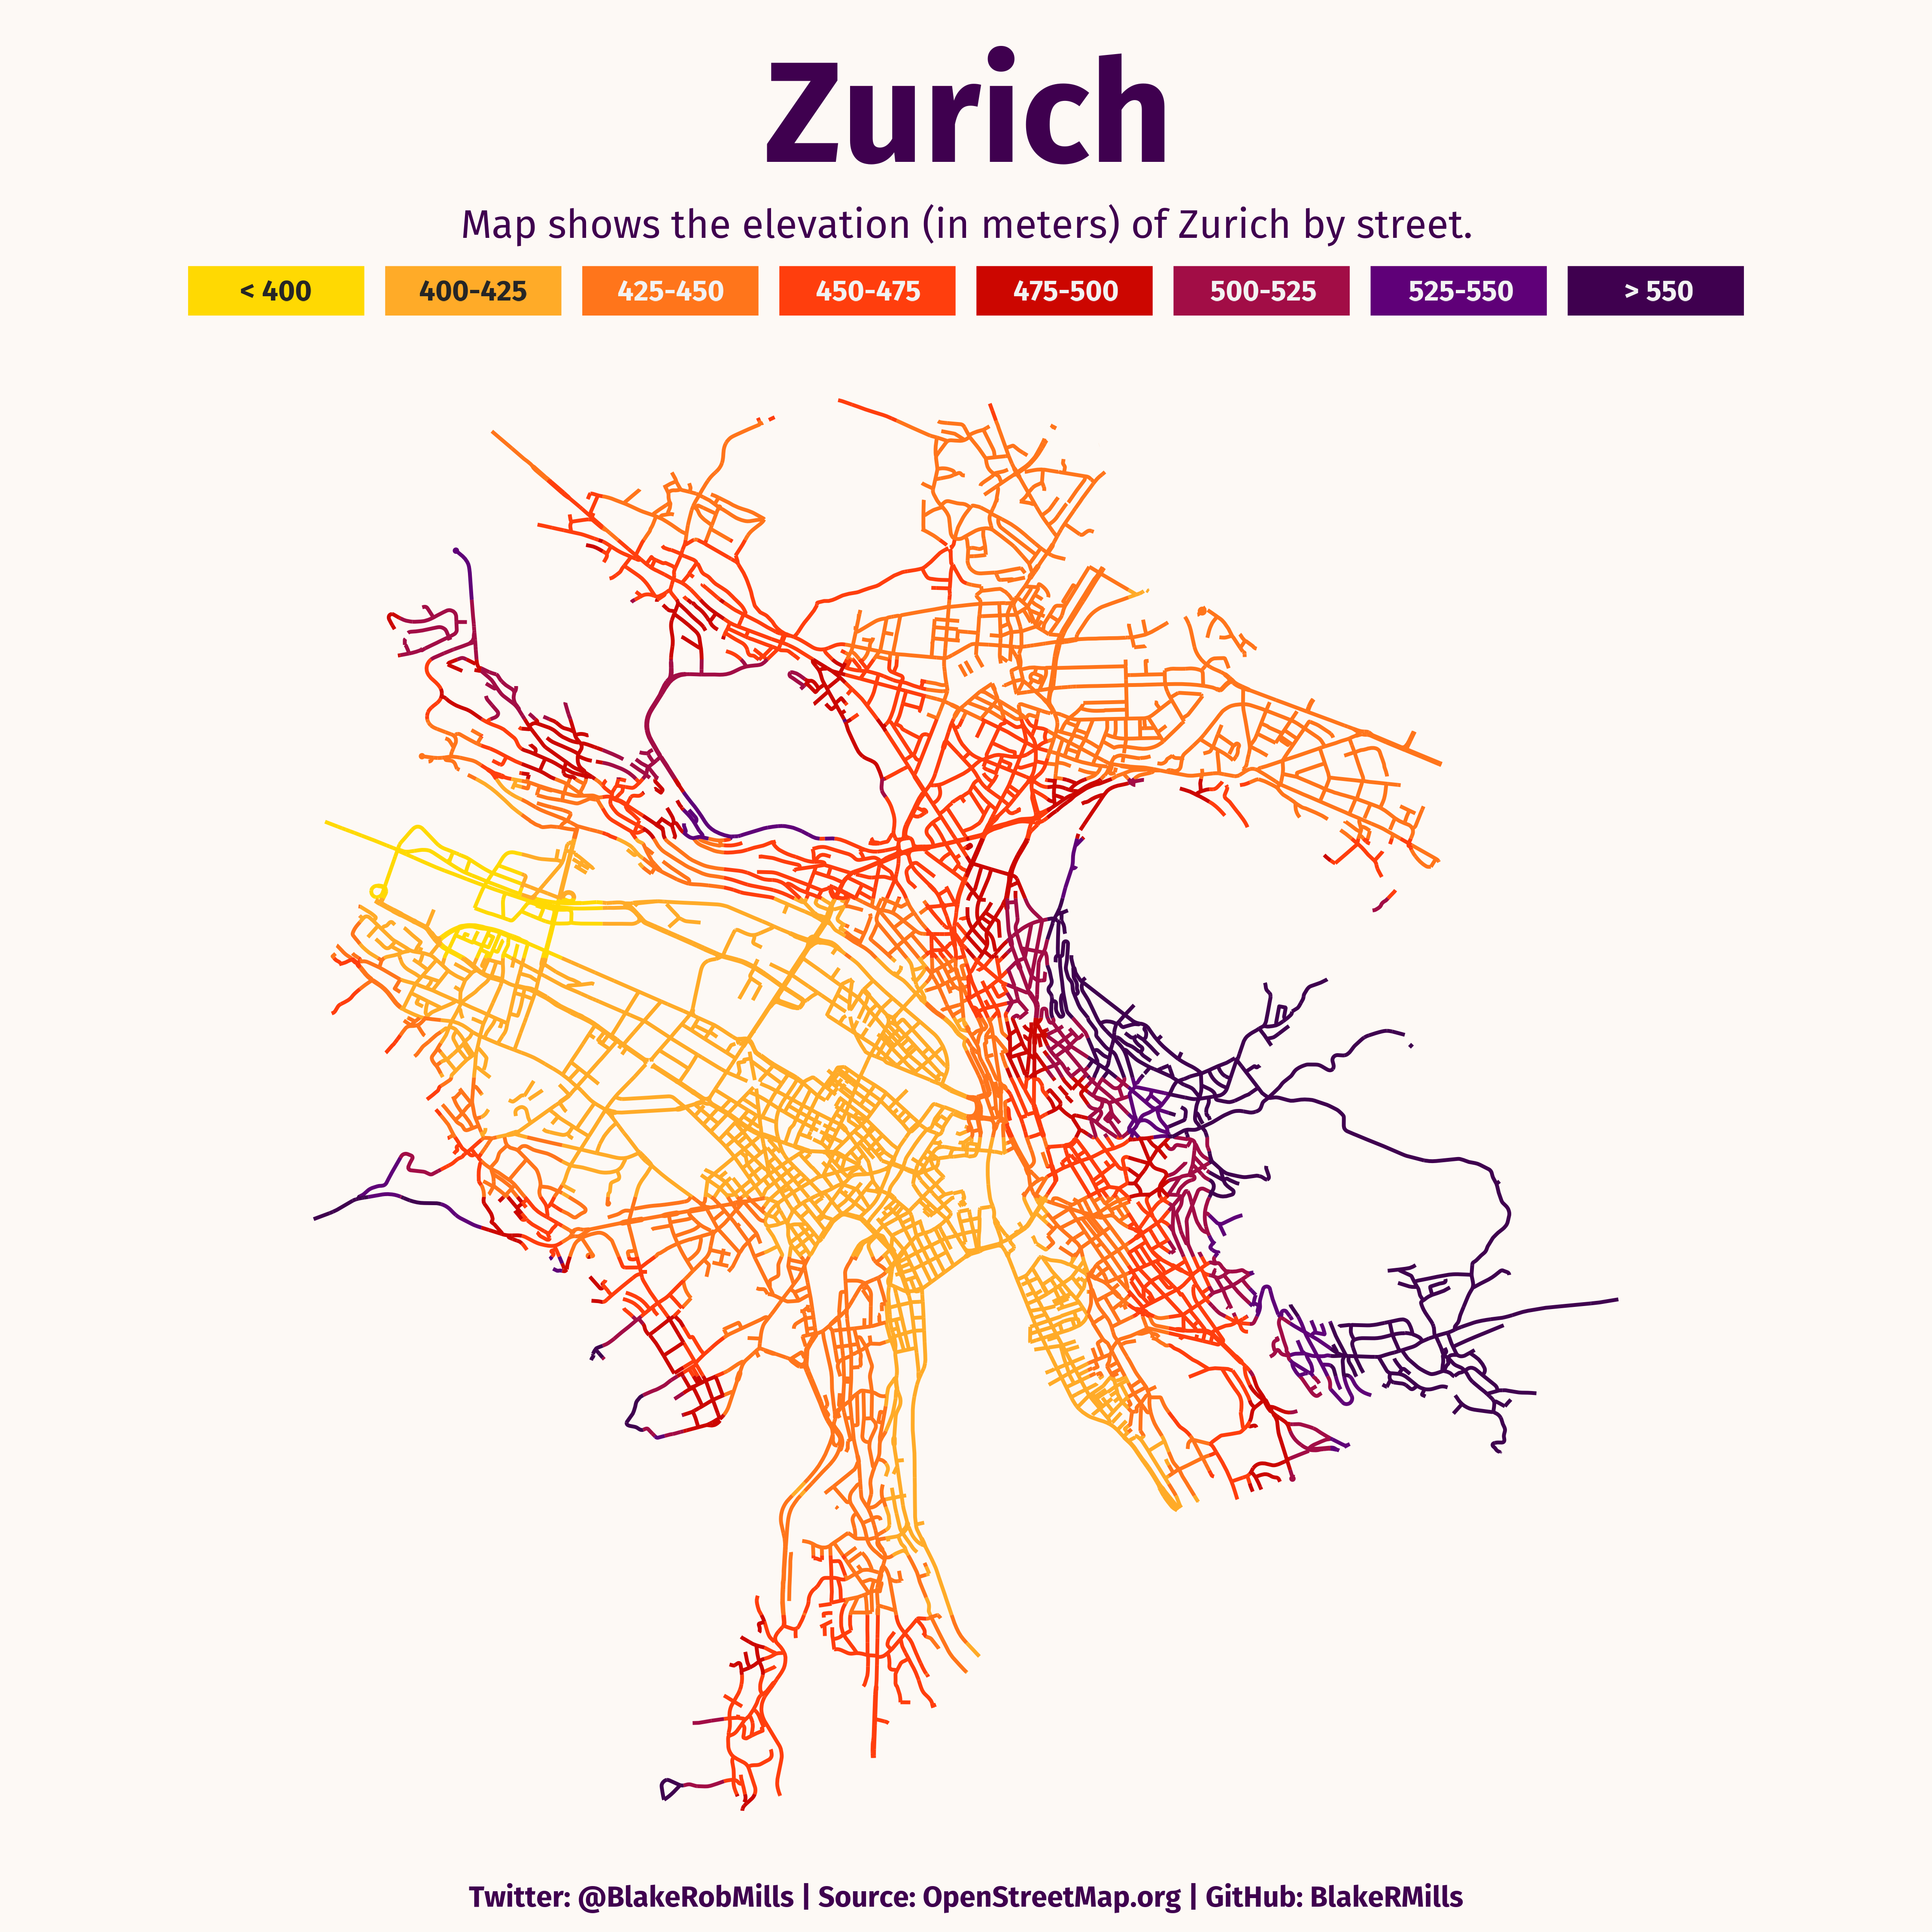 Zurich
Map shows the elevation (in meters) of Zurich by street.
< 400 400-425 425-450 450-475 475-500 500-525 525-550 > 550
Twitter: @BlakeRobMills | Source: OpenStreetMap.org | GitHub: BlakeRMills